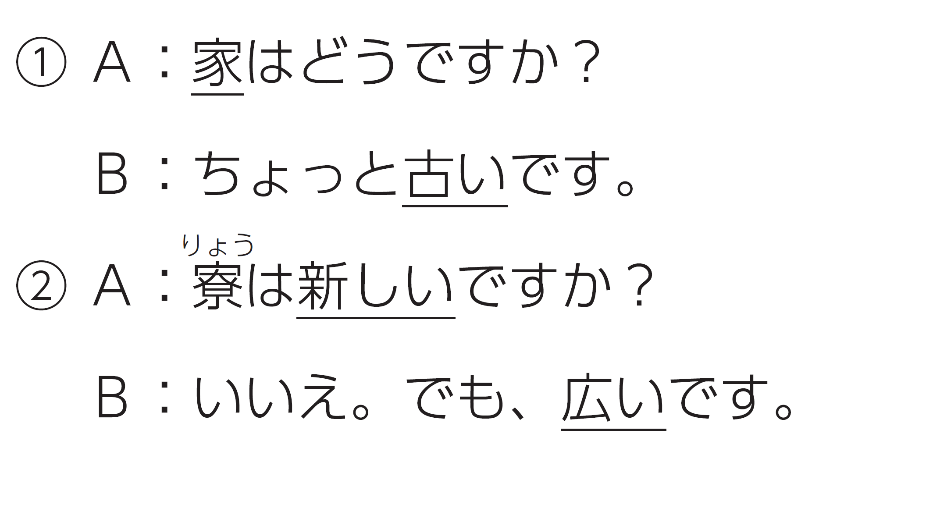 ① A：家はどうですか？
B：ちょっと古いです。
りょう
② A：寮は新しいですか？
B：いいえ。でも、広いです。